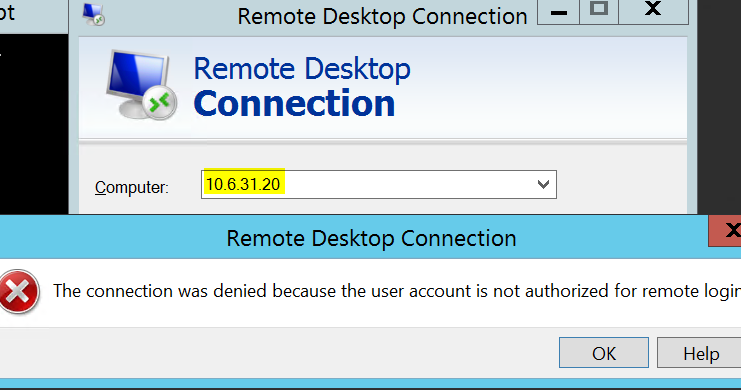 pt
Remote Desktop Connection
Remote Desktop
Connection
Computer:
10.6.31.20
Remote Desktop Connection
The connection was denied because the user account is not authorized for remote login
OK
Help